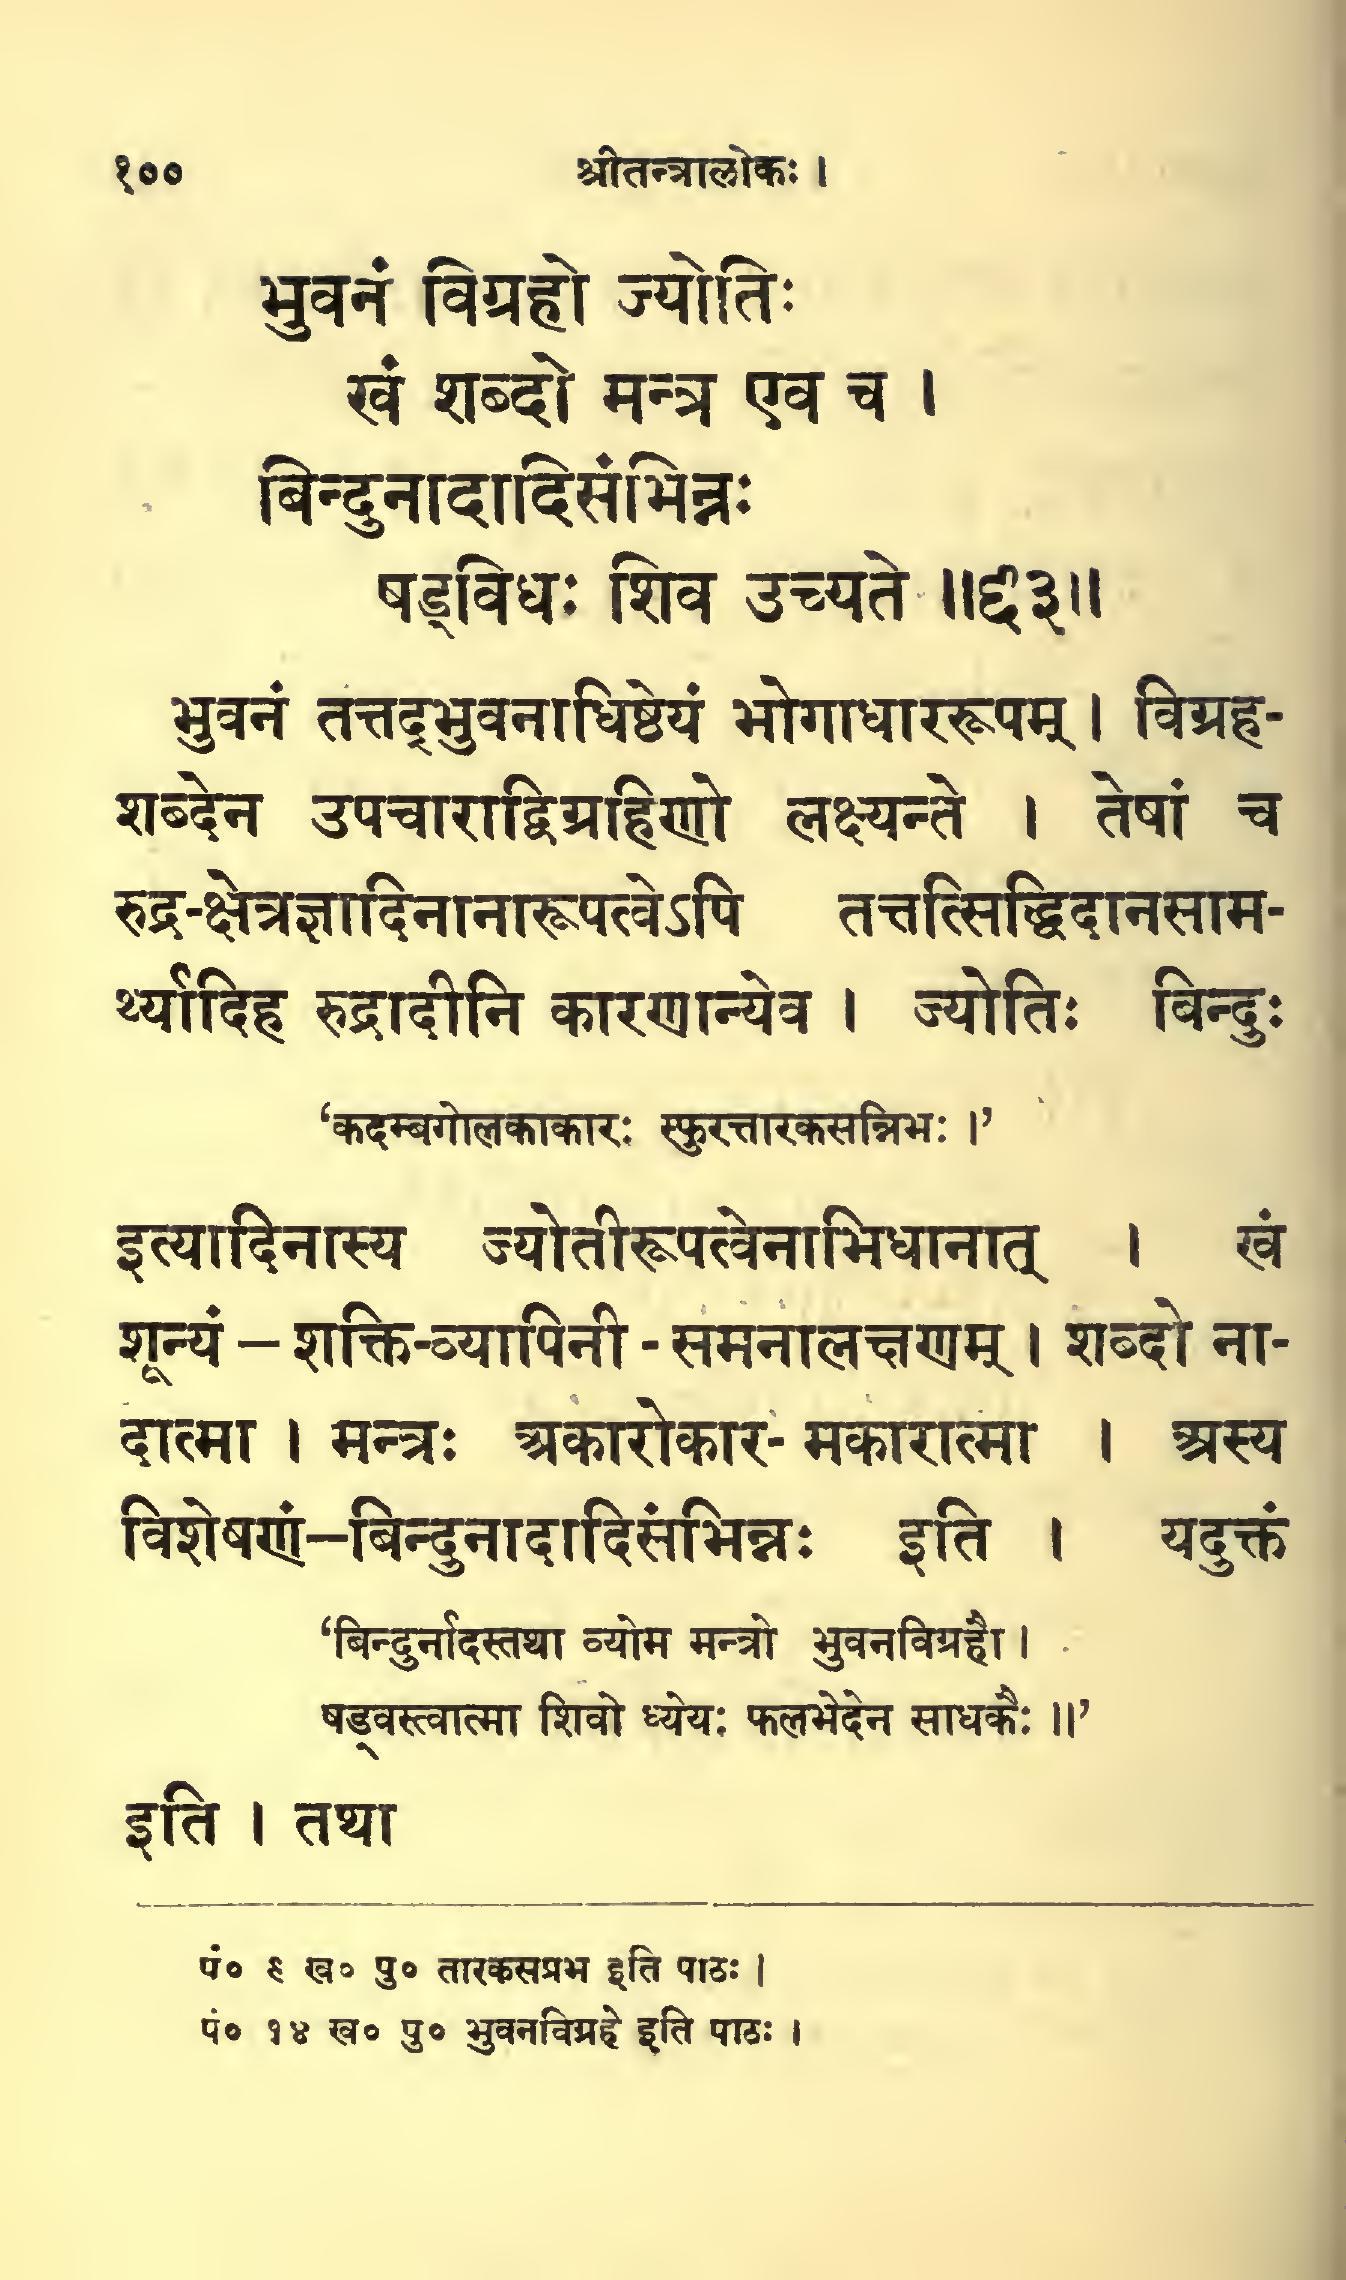 १०० श्रीतन्त्रालोकः ।
भुवनं विग्रहो ज्योतिः
खं शब्दो मन्त्र एव च ।
बिन्दुनादादिसंभिन्नः
षड्विधः शिव उच्यते ॥६३॥
भुवनं तत्तद्भुवनाधिष्ठेयं भोगाधाररूपम् । विग्रह-
शब्देन उपचाराद्विग्रहिणो लक्ष्यन्ते । तेषां च
रुद्र-क्षेत्रज्ञादिनानारूपत्वेऽपि तत्तत्सिद्धिदानसाम-
र्थ्यादिह रुद्रादीनि कारणान्येव । ज्योतिः बिन्दुः
‘कदम्बगोलकाकारः स्फुरत्तारकसन्निभः ।’
इत्यादिनास्य ज्योतीरूपत्वेनाभिधानात् । खं
शून्यं – शक्ति-व्यापिनी - समनालक्षणम् । शब्दो ना-
दात्मा । मन्त्रः अकारोकार- मकारात्मा । अस्य
विशेषणं–बिन्दुनादादिसंभिन्नः इति । यदुक्तं
‘बिन्दुर्नादस्तथा व्योम मन्त्रो भुवनविग्रहौ ।
षड्वस्त्वात्मा शिवो ध्येयः फलभेदेन साधकैः ॥’
इति । तथा
पं० ९ ख० पु० तारकसप्रभ इति पाठः ।
पं० १४ ख० पु० भुवनविग्रहे इति पाठः ।